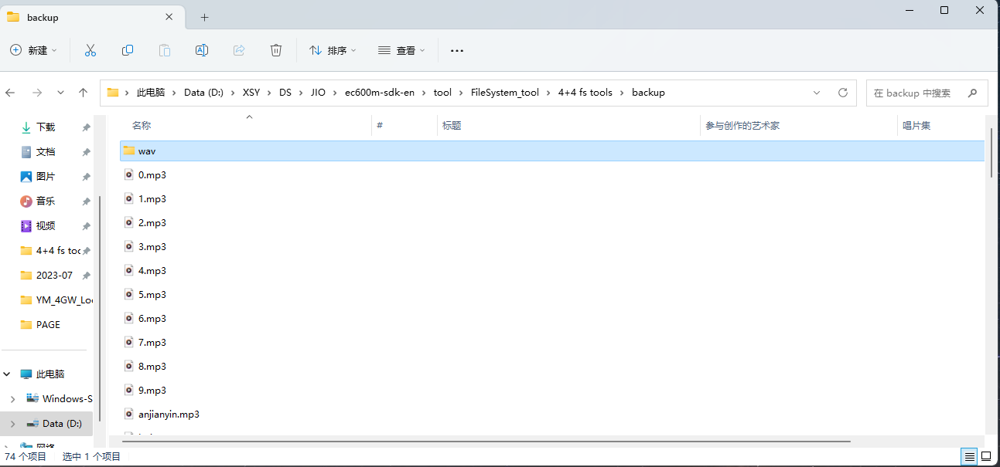 backup
新建
排序
查看
此电脑 Data (D:) XSY DS JIO ec600m-sdk-en tool FileSystem_tool 4+4 fs tools backup
在 backup 中搜索
名称 # 标题 参与创作的艺术家 唱片集
下载
文档
图片
音乐
视频
4+4 fs too
2023-07
YM_4GW_Loc
PAGE
此电脑
Windows-S
Data (D:)
网络
wav
0.mp3
1.mp3
2.mp3
3.mp3
4.mp3
5.mp3
6.mp3
7.mp3
8.mp3
9.mp3
anjianyin.mp3
74 个项目 选中 1 个项目